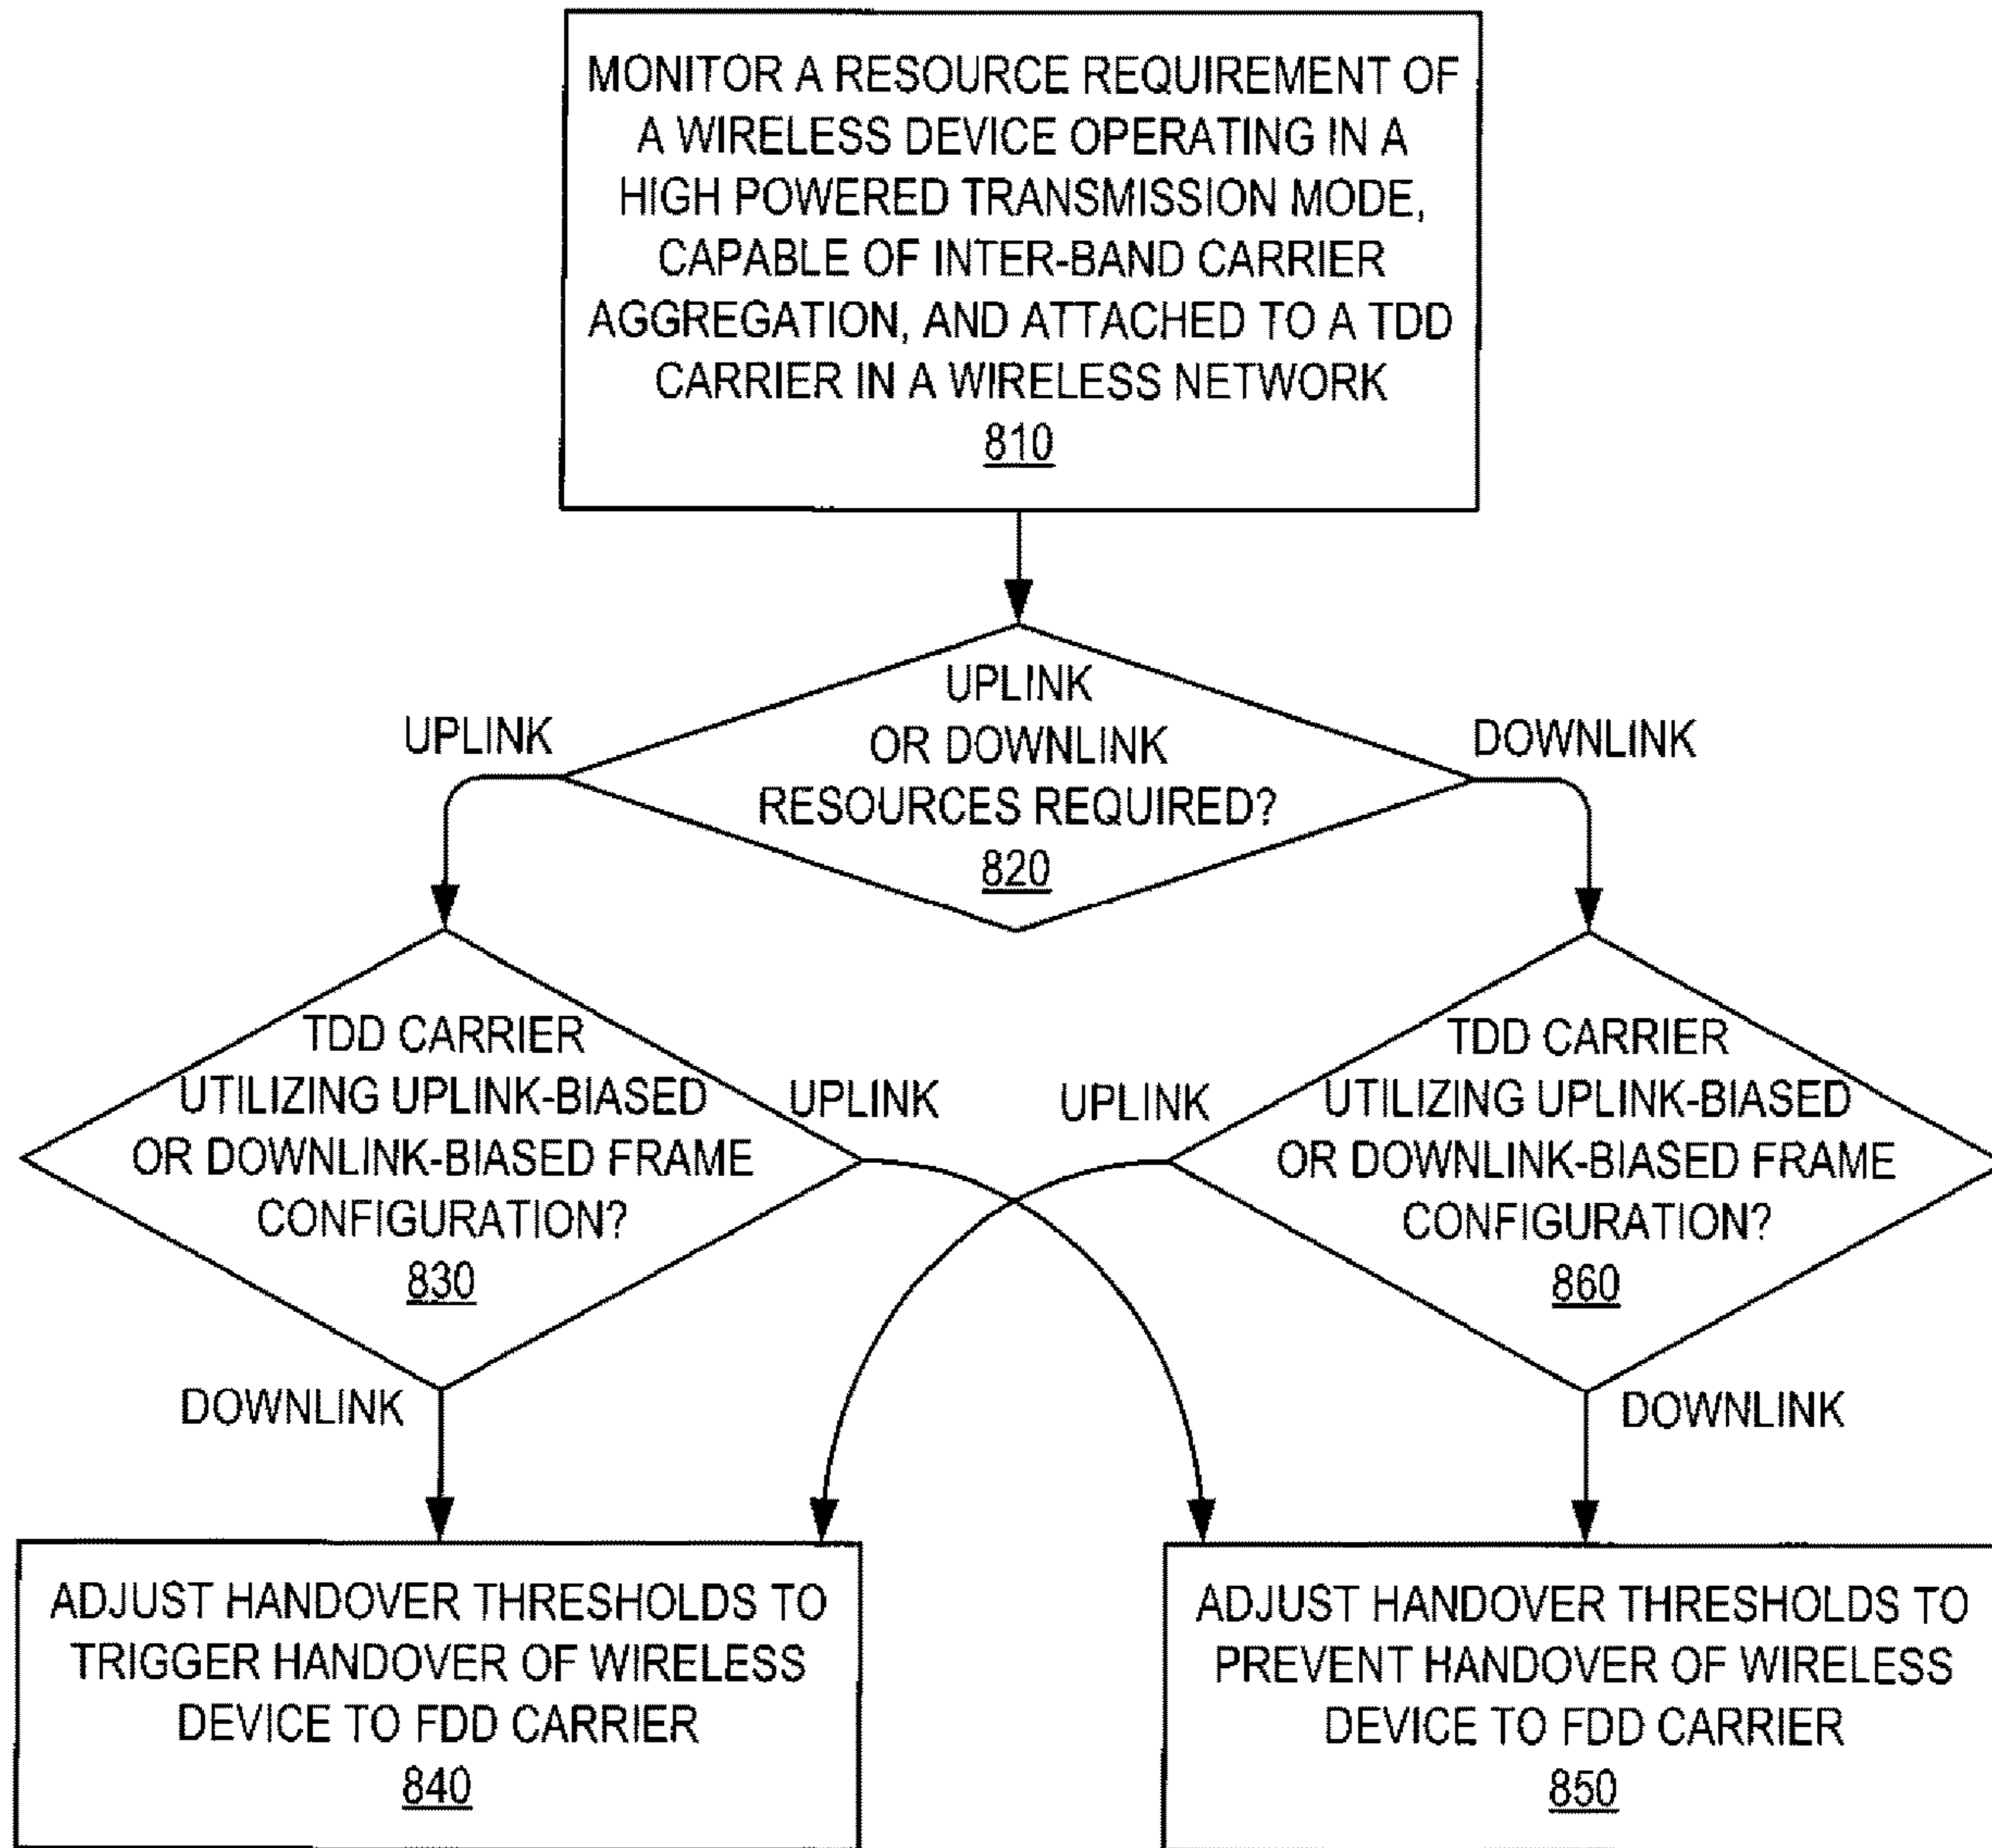 MONITOR A RESOURCE REQUIREMENT OF
A WIRELESS DEVICE OPERATING IN A
HIGH POWERED TRANSMISSION MODE,
CAPABLE OF INTER-BAND CARRIER
AGGREGATION, AND ATTACHED TO A TDD
CARRIER IN A WIRELESS NETWORK
810
UPLINK
OR DOWNLINK
RESOURCES REQUIRED?
820
UPLINK
DOWNLINK
TDD CARRIER
UTILIZING UPLINK-BIASED
OR DOWNLINK-BIASED FRAME
CONFIGURATION?
830
UPLINK
DOWNLINK
TDD CARRIER
UTILIZING UPLINK-BIASED
OR DOWNLINK-BIASED FRAME
CONFIGURATION?
860
UPLINK
DOWNLINK
ADJUST HANDOVER THRESHOLDS TO
TRIGGER HANDOVER OF WIRELESS
DEVICE TO FDD CARRIER
840
ADJUST HANDOVER THRESHOLDS TO
PREVENT HANDOVER OF WIRELESS
DEVICE TO FDD CARRIER
850